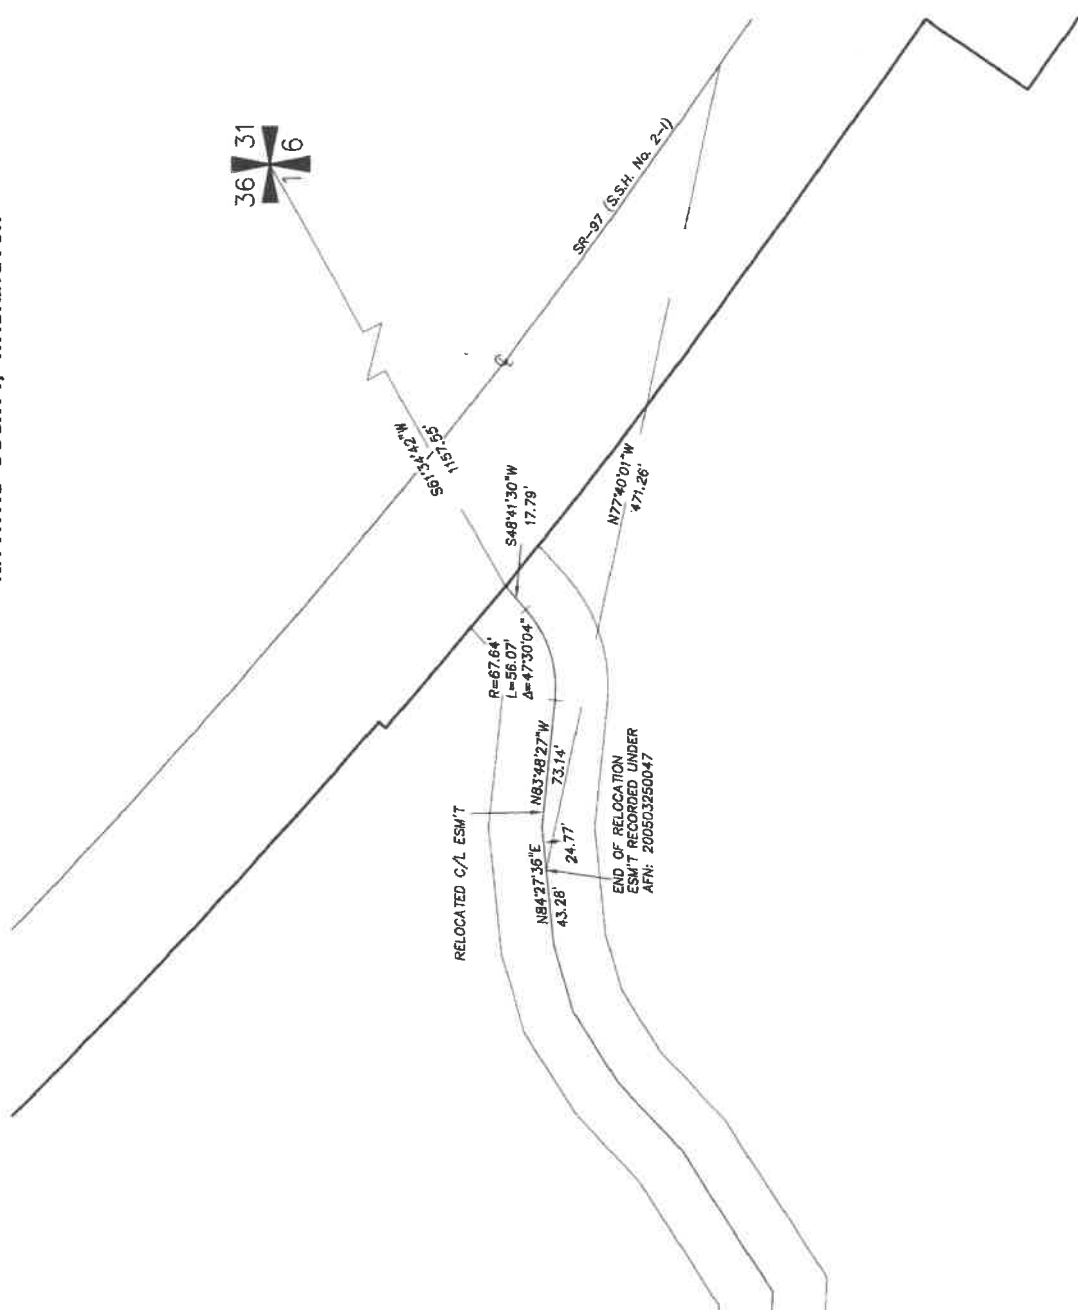 36 31
1 6
SR-97 (S.S.H. No. 2-I)
S61°34'42"W
1157.55'
S48°41'30"W
17.79'
N77°40'01"W
471.26'
R=67.64'
L=56.07'
Δ=47°30'04"
RELOCATED C/L ESM'T
N83°48'27"W
73.14'
N84°27'36"E
24.77'
43.28'
END OF RELOCATION
ESM'T RECORDED UNDER
AFN: 200503250047